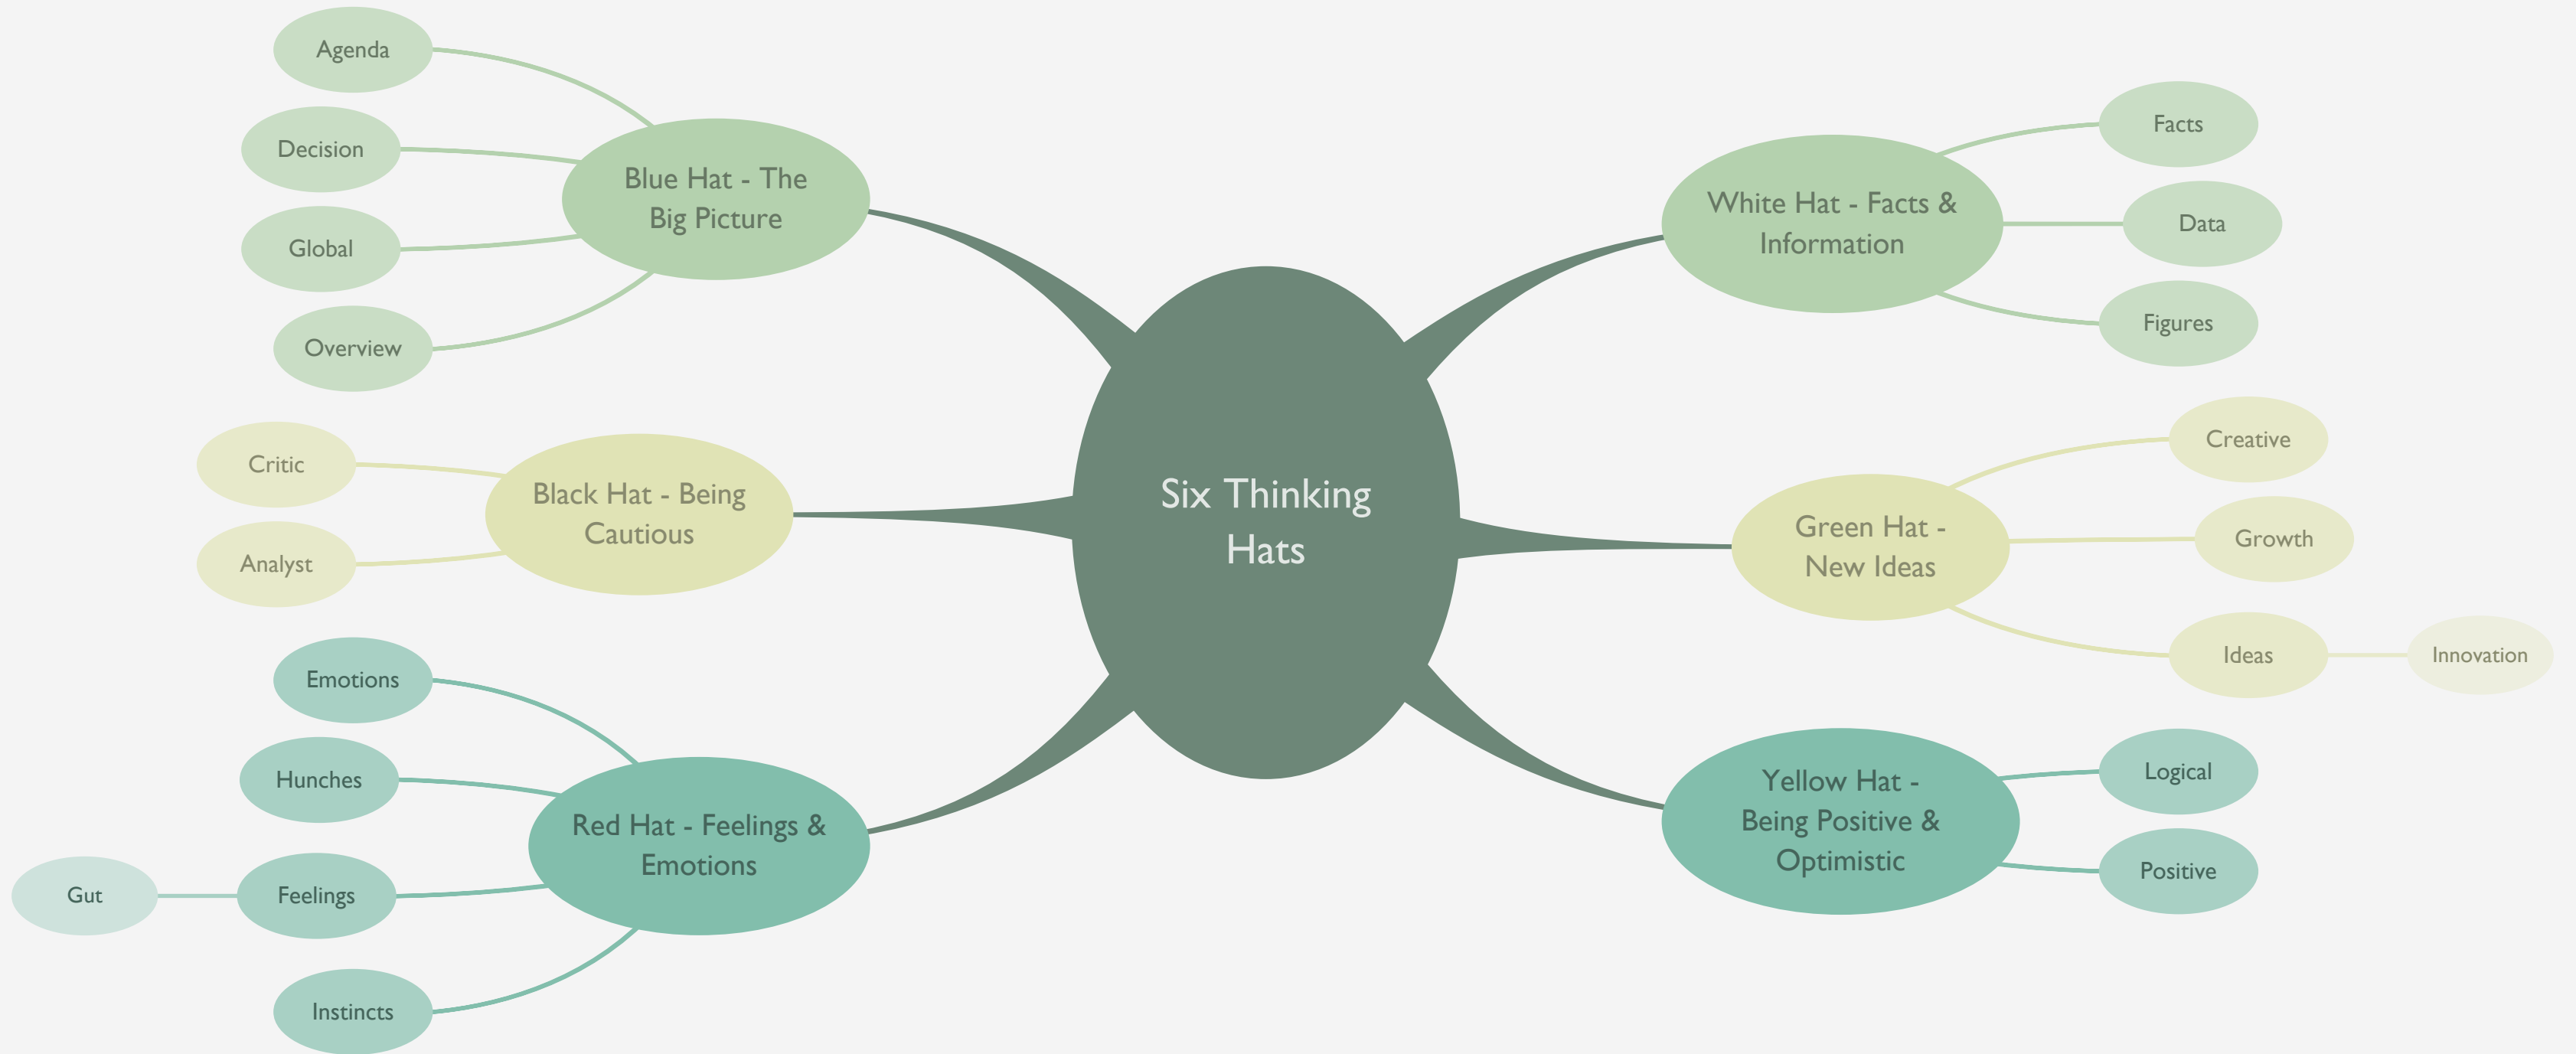 Six Thinking
Hats
Blue Hat - The
Big Picture
Agenda
Decision
Global
Overview
Black Hat - Being
Cautious
Critic
Analyst
Red Hat - Feelings &
Emotions
Emotions
Hunches
Feelings
Gut
Instincts
White Hat - Facts &
Information
Facts
Data
Figures
Green Hat -
New Ideas
Creative
Growth
Ideas
Innovation
Yellow Hat -
Being Positive &
Optimistic
Logical
Positive